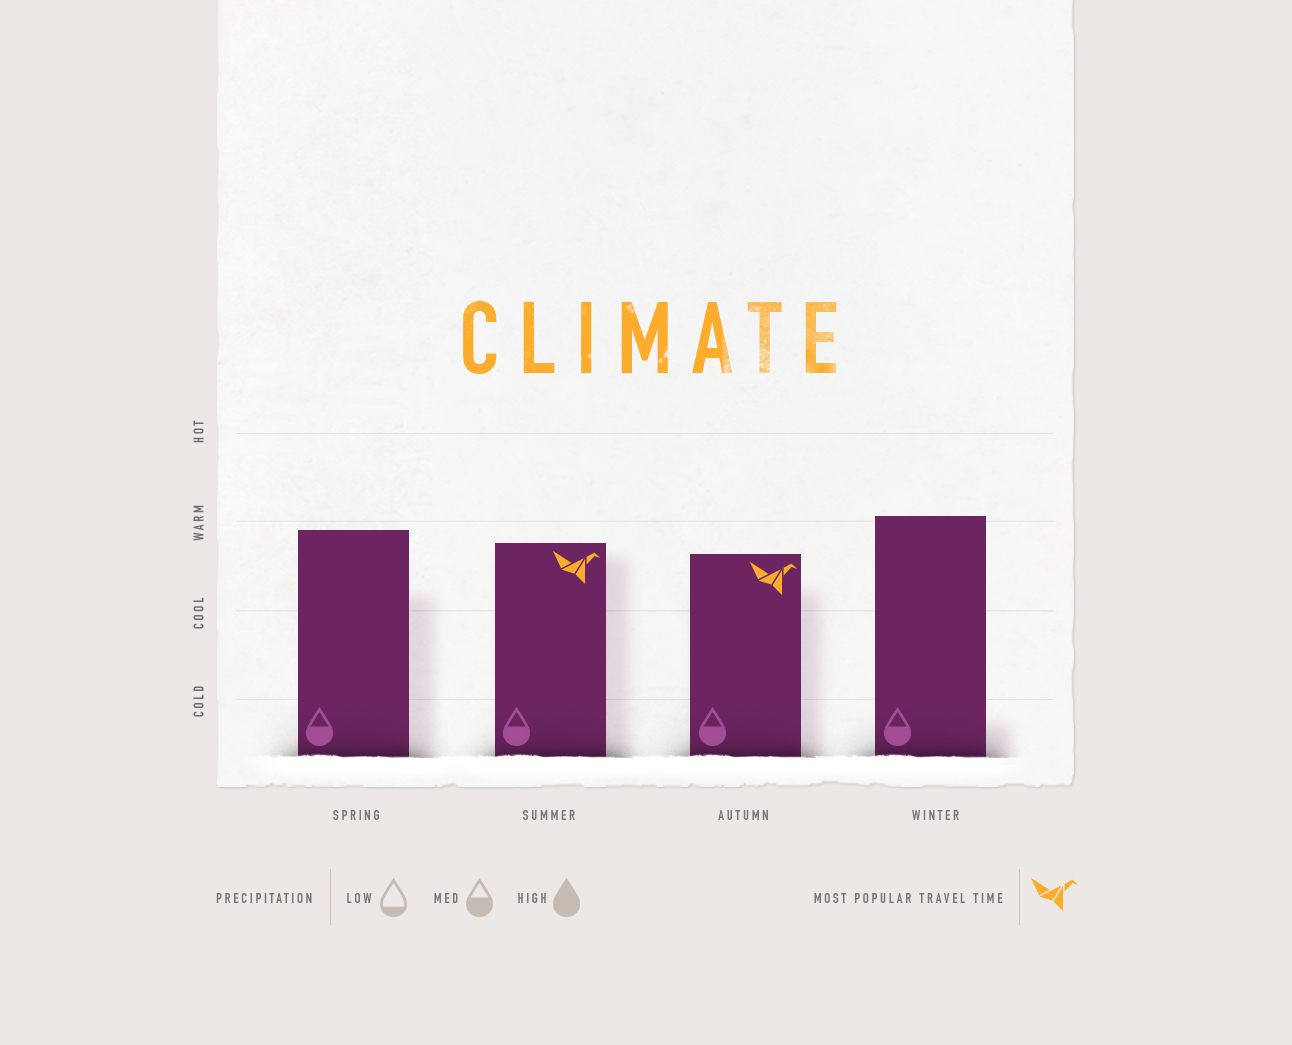 CLIMATE
HOT
WARM
COOL
COLD
SPRING SUMMER AUTUMN WINTER
PRECIPITATION LOW MED HIGH MOST POPULAR TRAVEL TIME